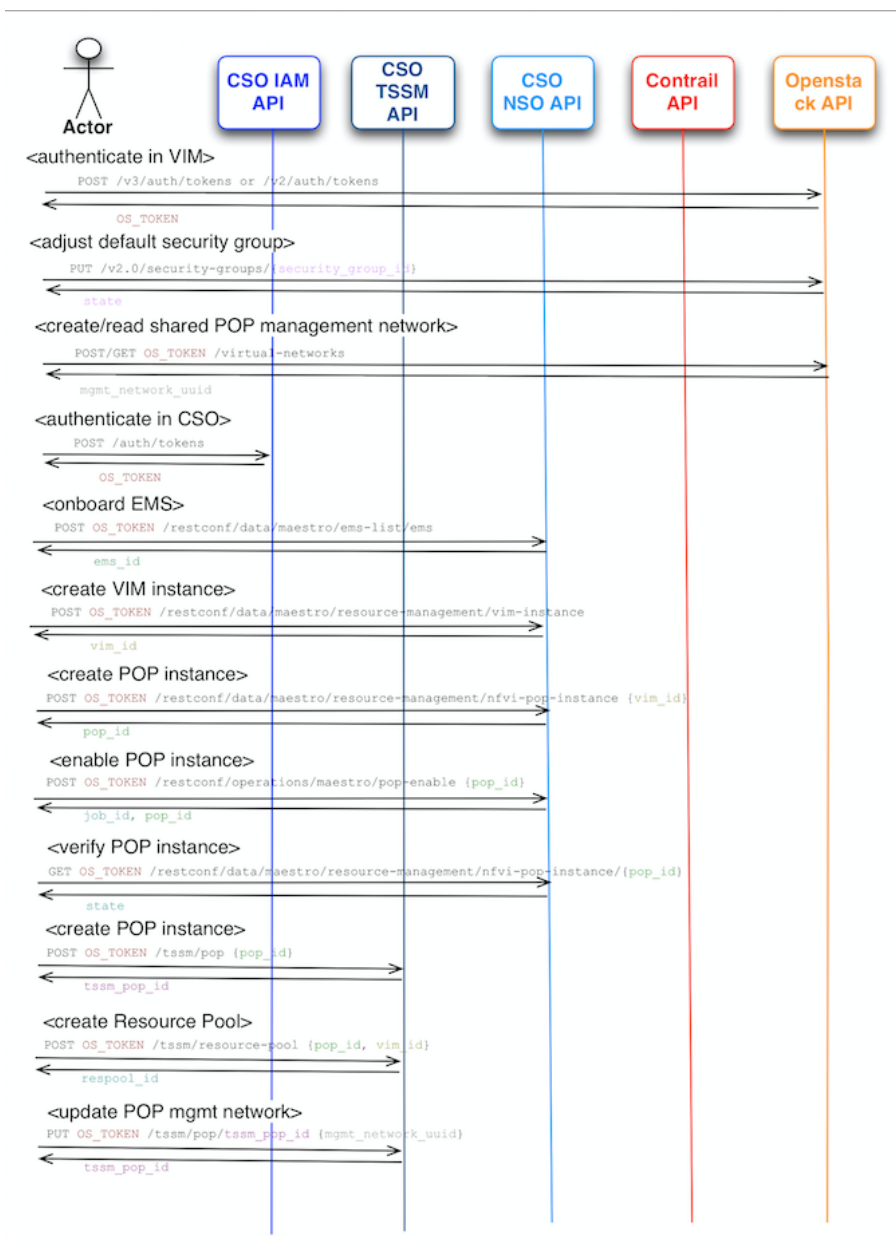 CSO IAM
API
CSO
TSSM
API
CSO
NSO API
Contrail
API
Opensta
ck API
Actor
<authenticate in VIM>
POST /v3/auth/tokens or /v2/auth/tokens
OS_TOKEN
<adjust default security group>
PUT /v2.0/security-groups/{security_group_id}
state
<create/read shared POP management network>
POST/GET OS_TOKEN /virtual-networks
mgmt_network_uuid
<authenticate in CSO>
POST /auth/tokens
OS_TOKEN
<onboard EMS>
POST OS_TOKEN /restconf/data/maestro/ems-list/ems
ems_id
<create VIM instance>
POST OS_TOKEN /restconf/data/maestro/resource-management/vim-instance
vim_id
<create POP instance>
POST OS_TOKEN /restconf/data/maestro/resource-management/nfvi-pop-instance {vim_id}
pop_id
<enable POP instance>
POST OS_TOKEN /restconf/operations/maestro/pop-enable {pop_id}
job_id, pop_id
<verify POP instance>
GET OS_TOKEN /restconf/data/maestro/resource-management/nfvi-pop-instance/{pop_id}
state
<create POP instance>
POST OS_TOKEN /tssm/pop {pop_id}
tssm_pop_id
<create Resource Pool>
POST OS_TOKEN /tssm/resource-pool {pop_id, vim_id}
respool_id
<update POP mgmt network>
PUT OS_TOKEN /tssm/pop/tssm_pop_id {mgmt_network_uuid}
tssm_pop_id